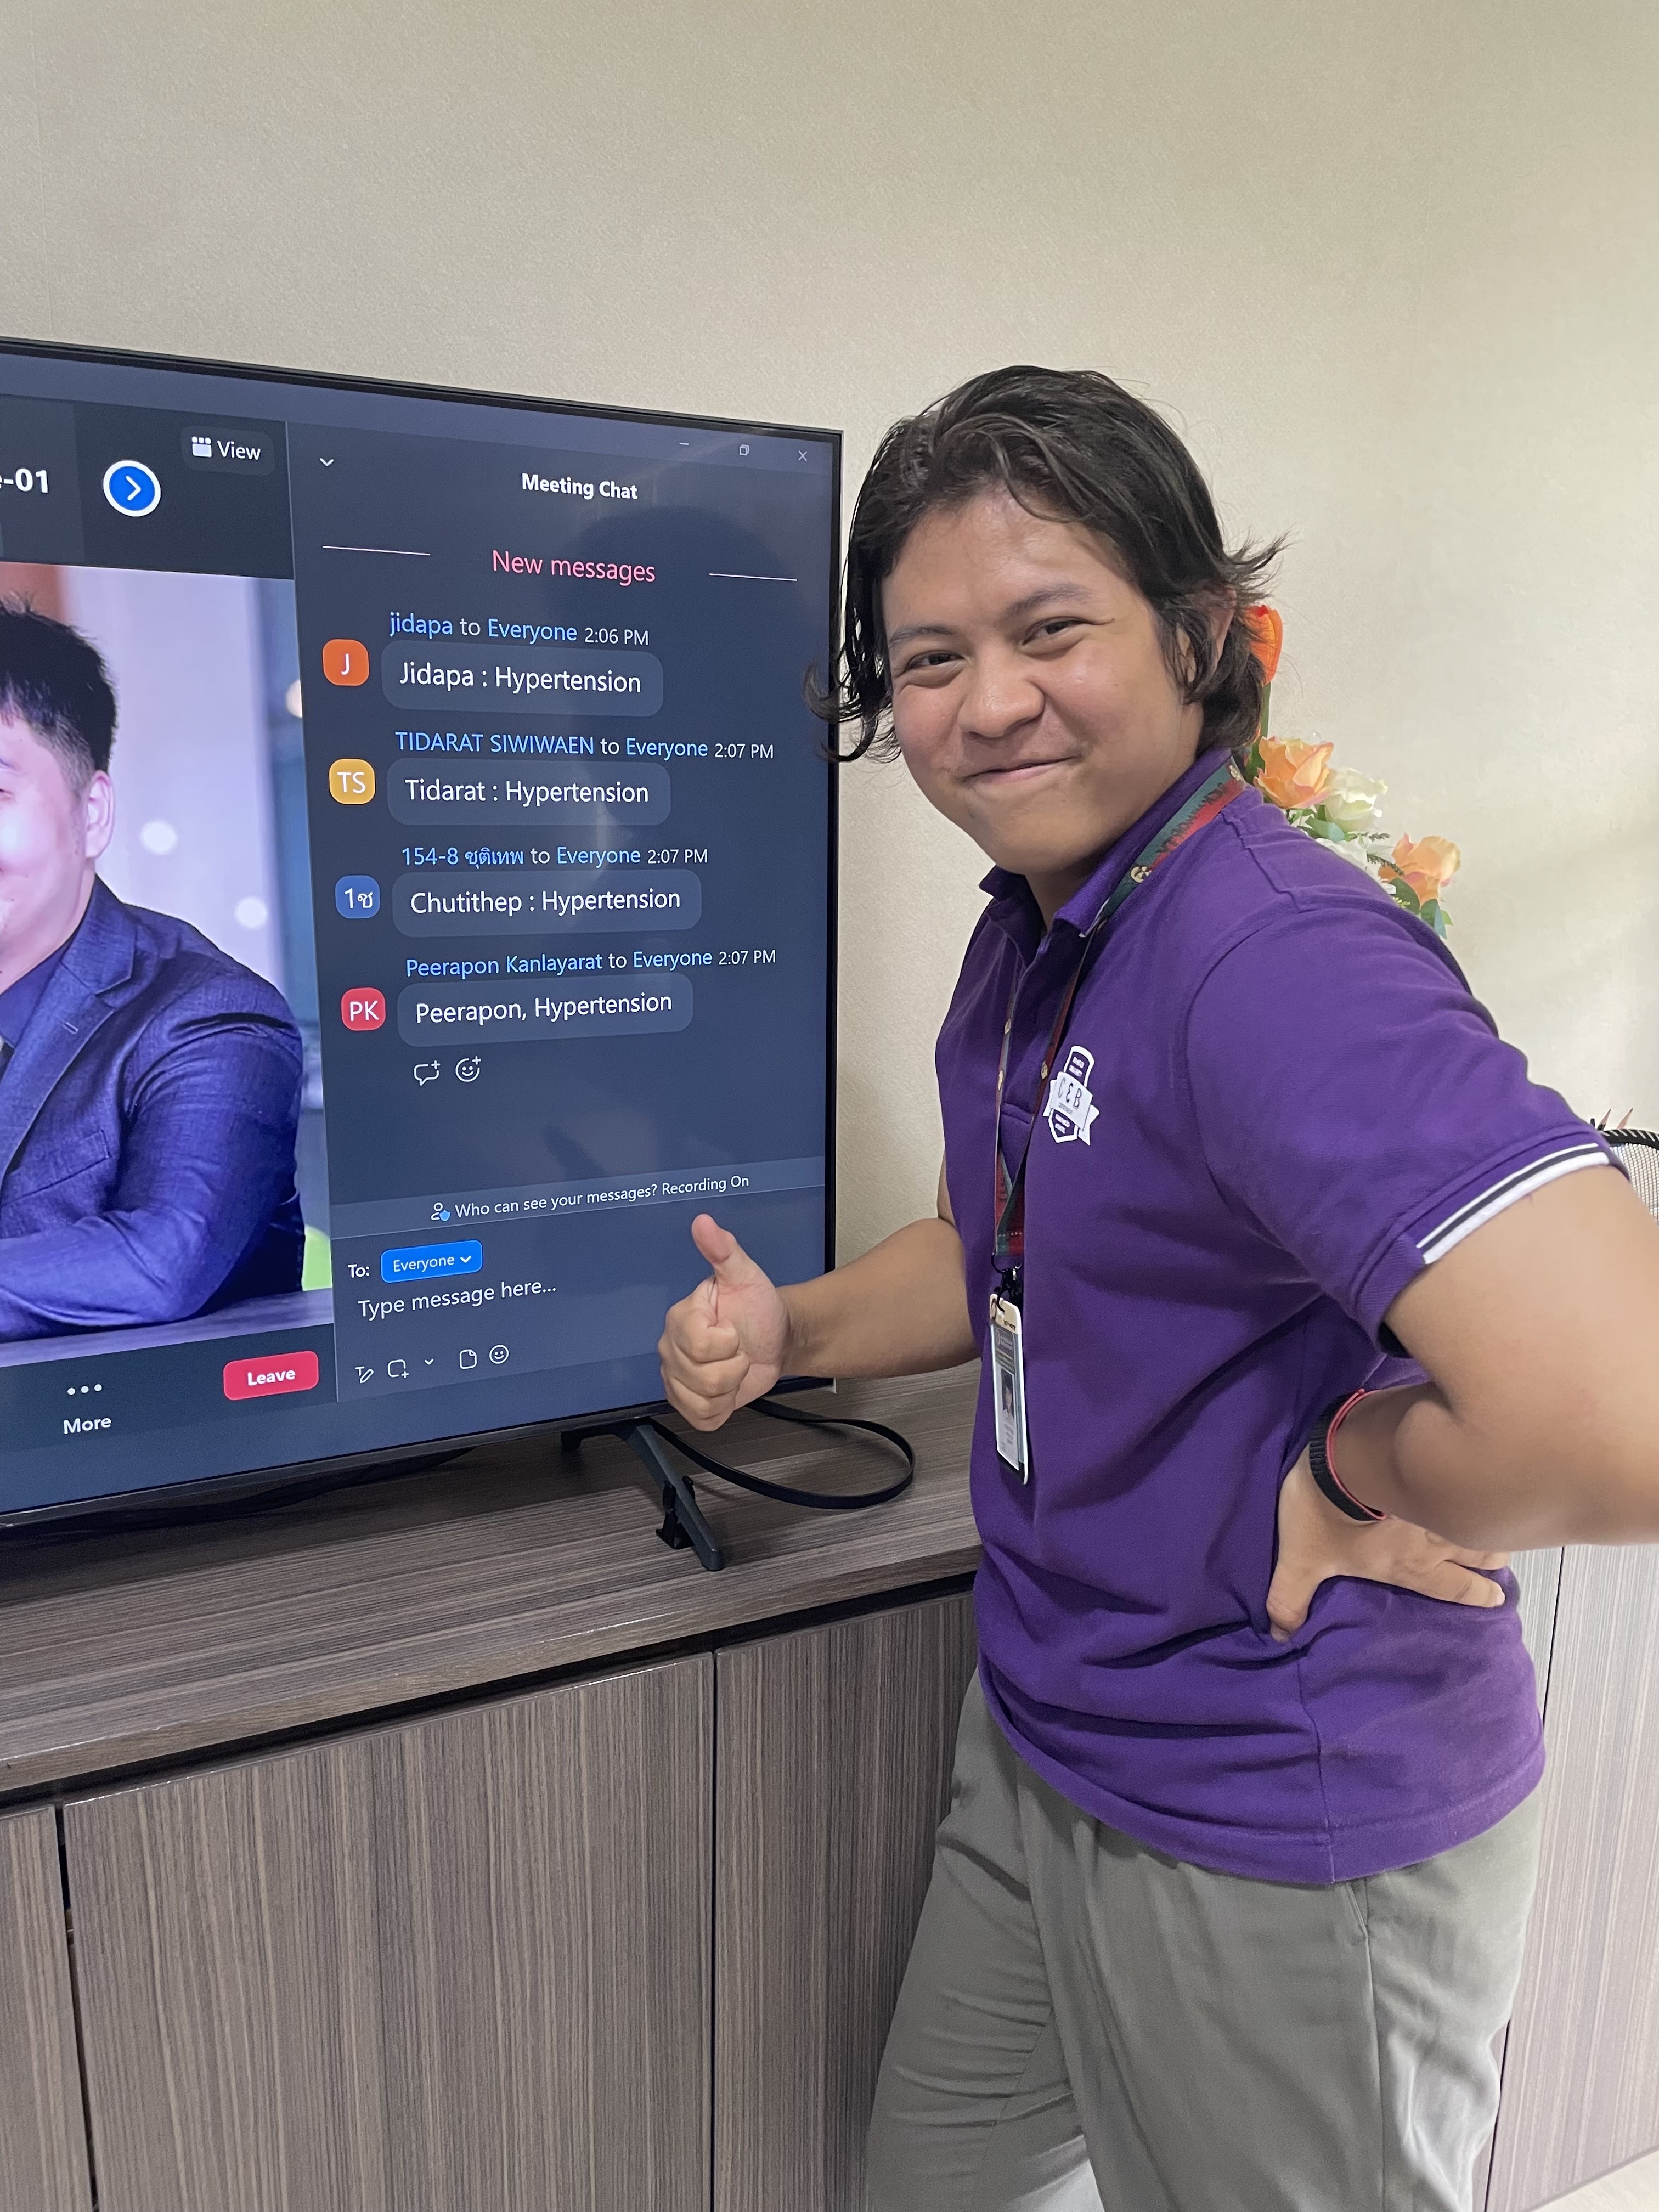 -01
View
Meeting Chat
New messages
jidapa to Everyone 2:06 PM
J
Jidapa : Hypertension
TIDARAT SIWIWAEN to Everyone 2:07 PM
TS
Tidarat : Hypertension
154-8 ชุติเทพ to Everyone 2:07 PM
1ช
Chutithep : Hypertension
Peerapon Kanlayarat to Everyone 2:07 PM
PK
Peerapon, Hypertension
Who can see your messages? Recording On
To: Everyone
Type message here...
More
Leave
C E B